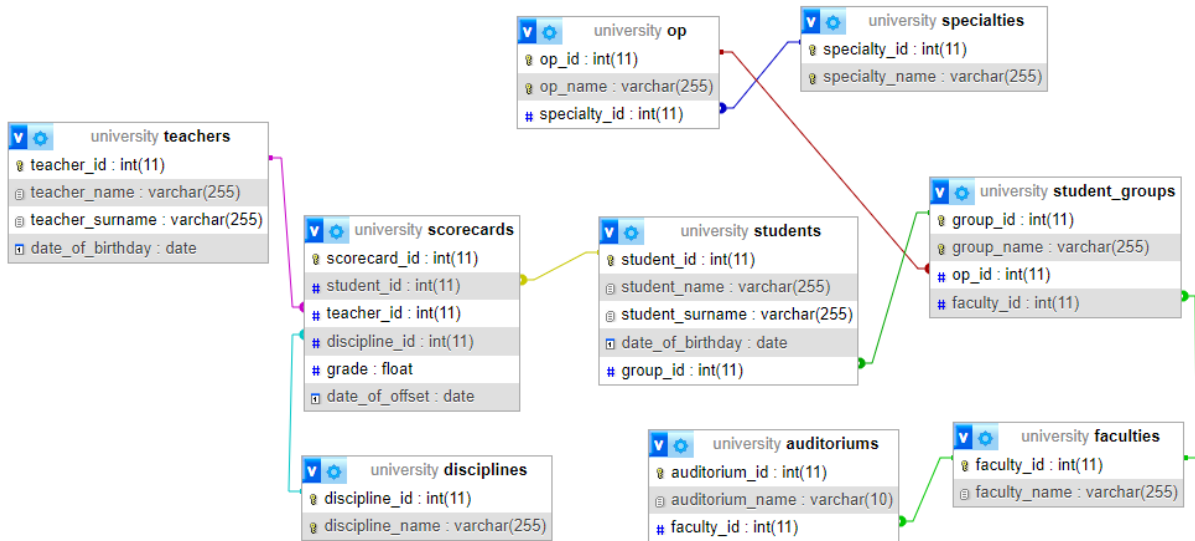 university op
op_id : int(11)
op_name : varchar(255)
specialty_id : int(11)
university specialties
specialty_id : int(11)
specialty_name : varchar(255)
university teachers
teacher_id : int(11)
teacher_name : varchar(255)
teacher_surname : varchar(255)
date_of_birthday : date
university scorecards
scorecard_id : int(11)
student_id : int(11)
teacher_id : int(11)
discipline_id : int(11)
grade : float
date_of_offset : date
university students
student_id : int(11)
student_name : varchar(255)
student_surname : varchar(255)
date_of_birthday : date
group_id : int(11)
university student_groups
group_id : int(11)
group_name : varchar(255)
op_id : int(11)
faculty_id : int(11)
university disciplines
discipline_id : int(11)
discipline_name : varchar(255)
university auditoriums
auditorium_id : int(11)
auditorium_name : varchar(10)
faculty_id : int(11)
university faculties
faculty_id : int(11)
faculty_name : varchar(255)